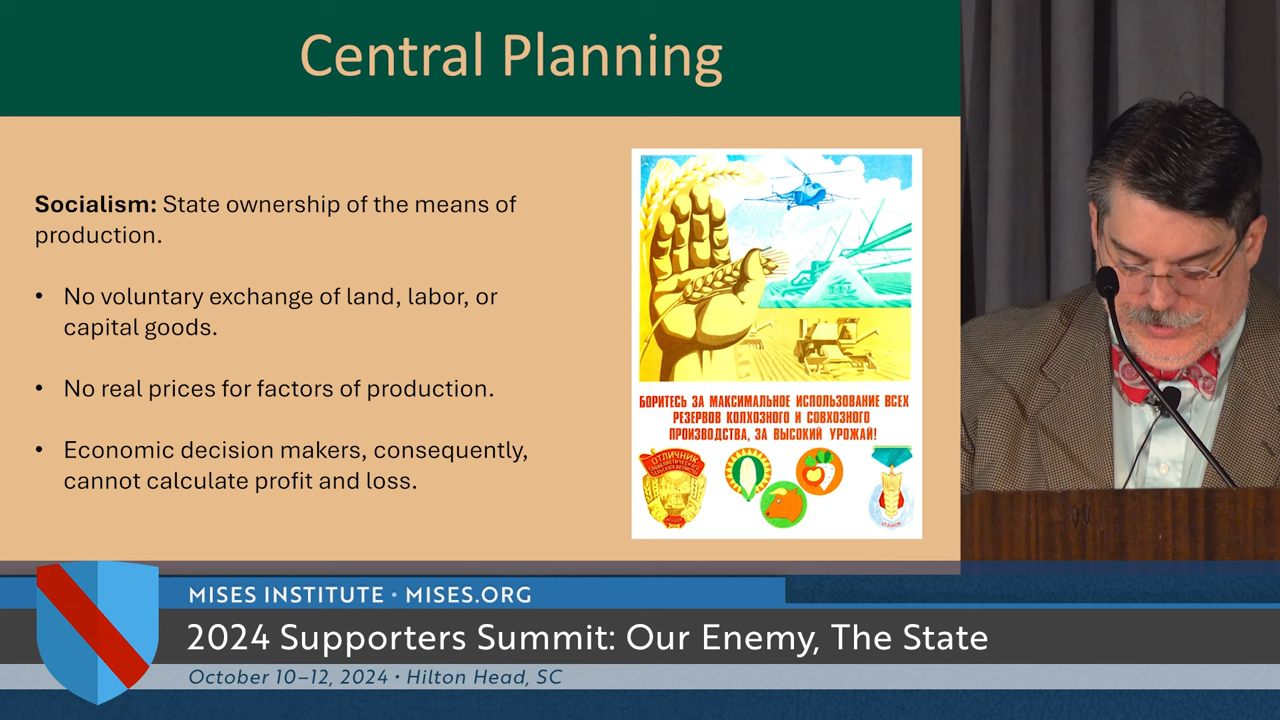 Central Planning
Socialism: State ownership of the means of
production.
• No voluntary exchange of land, labor, or
capital goods.
• No real prices for factors of production.
• Economic decision makers, consequently,
cannot calculate profit and loss.
БОРИТЕСЬ ЗА МАКСИМАЛЬНОЕ ИСПОЛЬЗОВАНИЕ ВСЕХ
РЕЗЕРВОВ КОЛХОЗНОГО И СОВХОЗНОГО
ПРОИЗВОДСТВА, ЗА ВЫСОКИЙ УРОЖАЙ!
ОТЛИЧНИК
MISES INSTITUTE • MISES.ORG
2024 Supporters Summit: Our Enemy, The State
October 10–12, 2024 • Hilton Head, SC